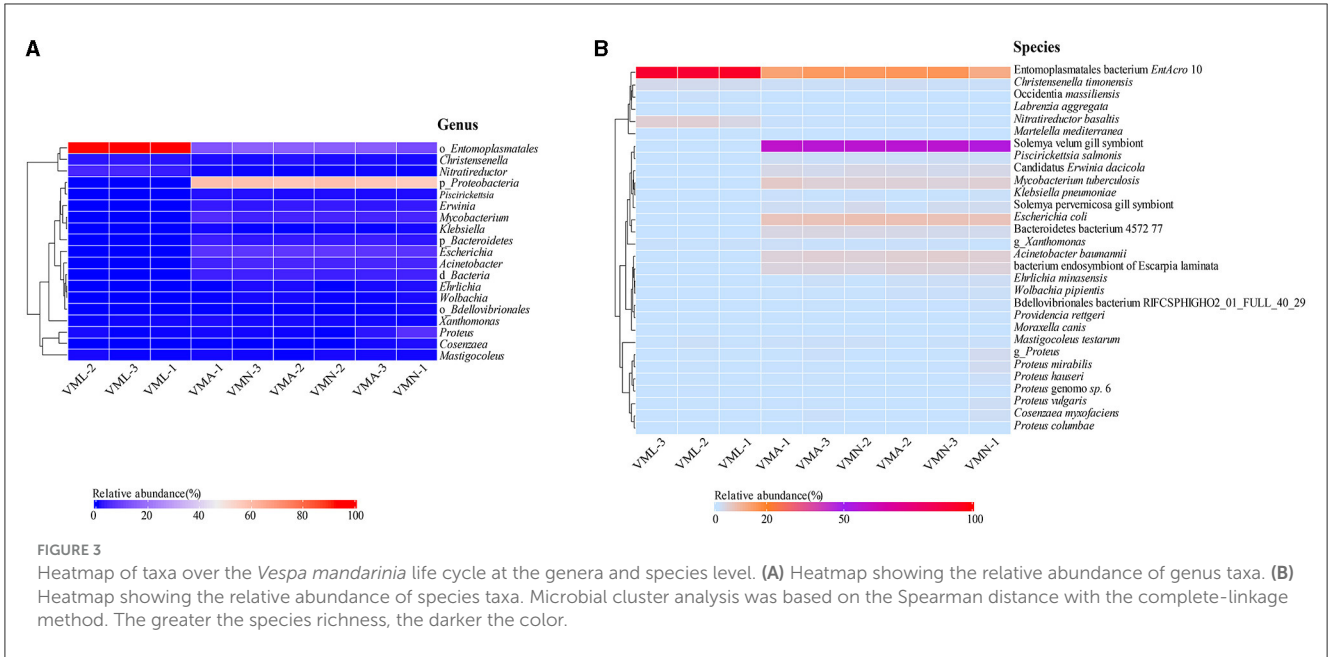 A
Genus
o_Entomoplasmatales
Christensenella
Nitratireductor
p_Proteobacteria
Piscirickettsia
Erwinia
Mycobacterium
Klebsiella
p_Bacteroidetes
Escherichia
Acinetobacter
d_Bacteria
Ehrlichia
Wolbachia
o_Bdellovibrionales
Xanthomonas
Proteus
Cosenzaea
Mastigocoleus
VML-2 VML-3 VML-1 VMA-1 VMN-3 VMA-2 VMN-2 VMA-3 VMN-1
Relative abundance(%)
0 20 40 60 80 100
B
Species
Entomoplasmatales bacterium EntAcro 10
Christensenella timonensis
Occidentia massiliensis
Labrenzia aggregata
Nitratireductor basaltis
Martelella mediterranea
Solemya velum gill symbiont
Piscirickettsia salmonis
Candidatus Erwinia dacicola
Mycobacterium tuberculosis
Klebsiella pneumoniae
Solemya pervernicosa gill symbiont
Escherichia coli
Bacteroidetes bacterium 4572 77
g_Xanthomonas
Acinetobacter baumannii
bacterium endosymbiont of Escarpia laminata
Ehrlichia minasensis
Wolbachia pipientis
Bdellovibrionales bacterium RIFCSPHIGHO2_01_FULL_40_29
Providencia rettgeri
Moraxella canis
Mastigocoleus testarum
g_Proteus
Proteus mirabilis
Proteus hauseri
Proteus genomo sp. 6
Proteus vulgaris
Cosenzaea myxofaciens
Proteus columbae
VML-3 VML-2 VML-1 VMA-1 VMA-3 VMN-2 VMA-2 VMN-3 VMN-1
Relative abundance(%)
0 20 50 100
FIGURE 3
Heatmap of taxa over the Vespa mandarinia life cycle at the genera and species level. (A) Heatmap showing the relative abundance of genus taxa. (B)
Heatmap showing the relative abundance of species taxa. Microbial cluster analysis was based on the Spearman distance with the complete-linkage
method. The greater the species richness, the darker the color.